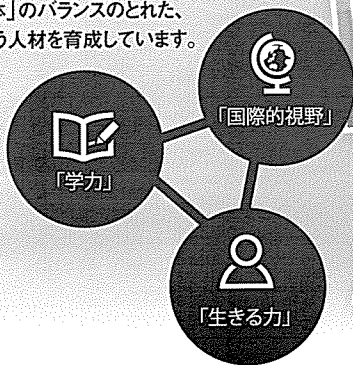 体」のバランスのとれた、
う人材を育成しています。
「国際的視野」
「学力」
「生きる力」